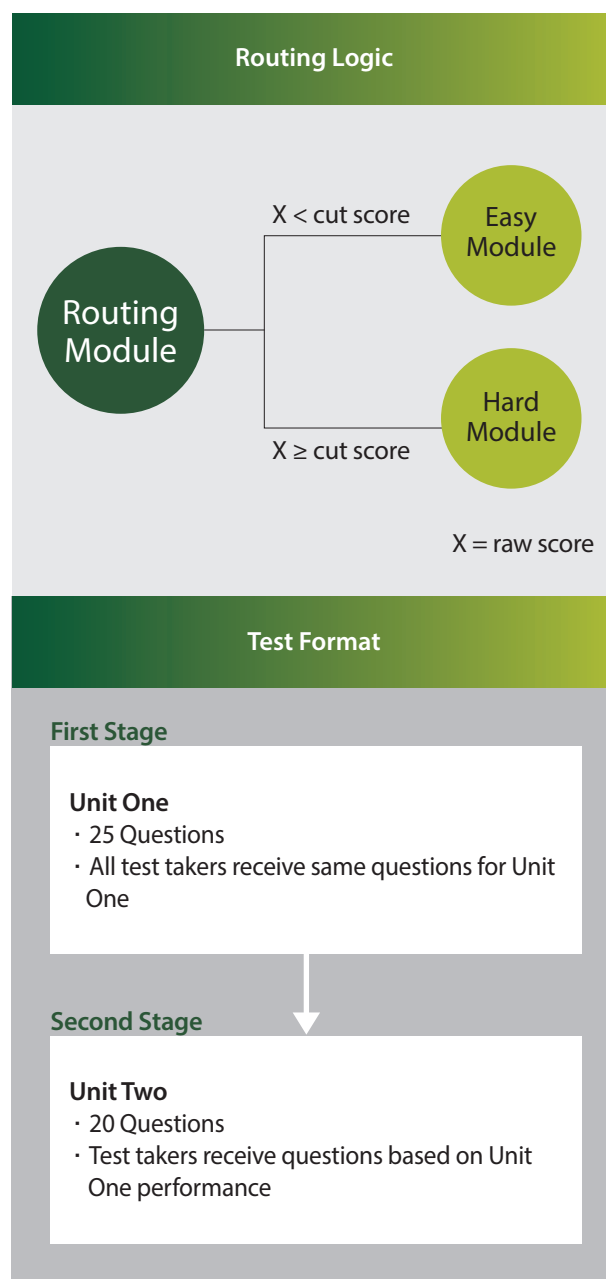 Routing Logic
X < cut score
Easy
Module
Routing
Module
Hard
Module
X ≥ cut score
X = raw score
Test Format
First Stage
Unit One
· 25 Questions
· All test takers receive same questions for Unit
One
Second Stage
Unit Two
· 20 Questions
· Test takers receive questions based on Unit
One performance